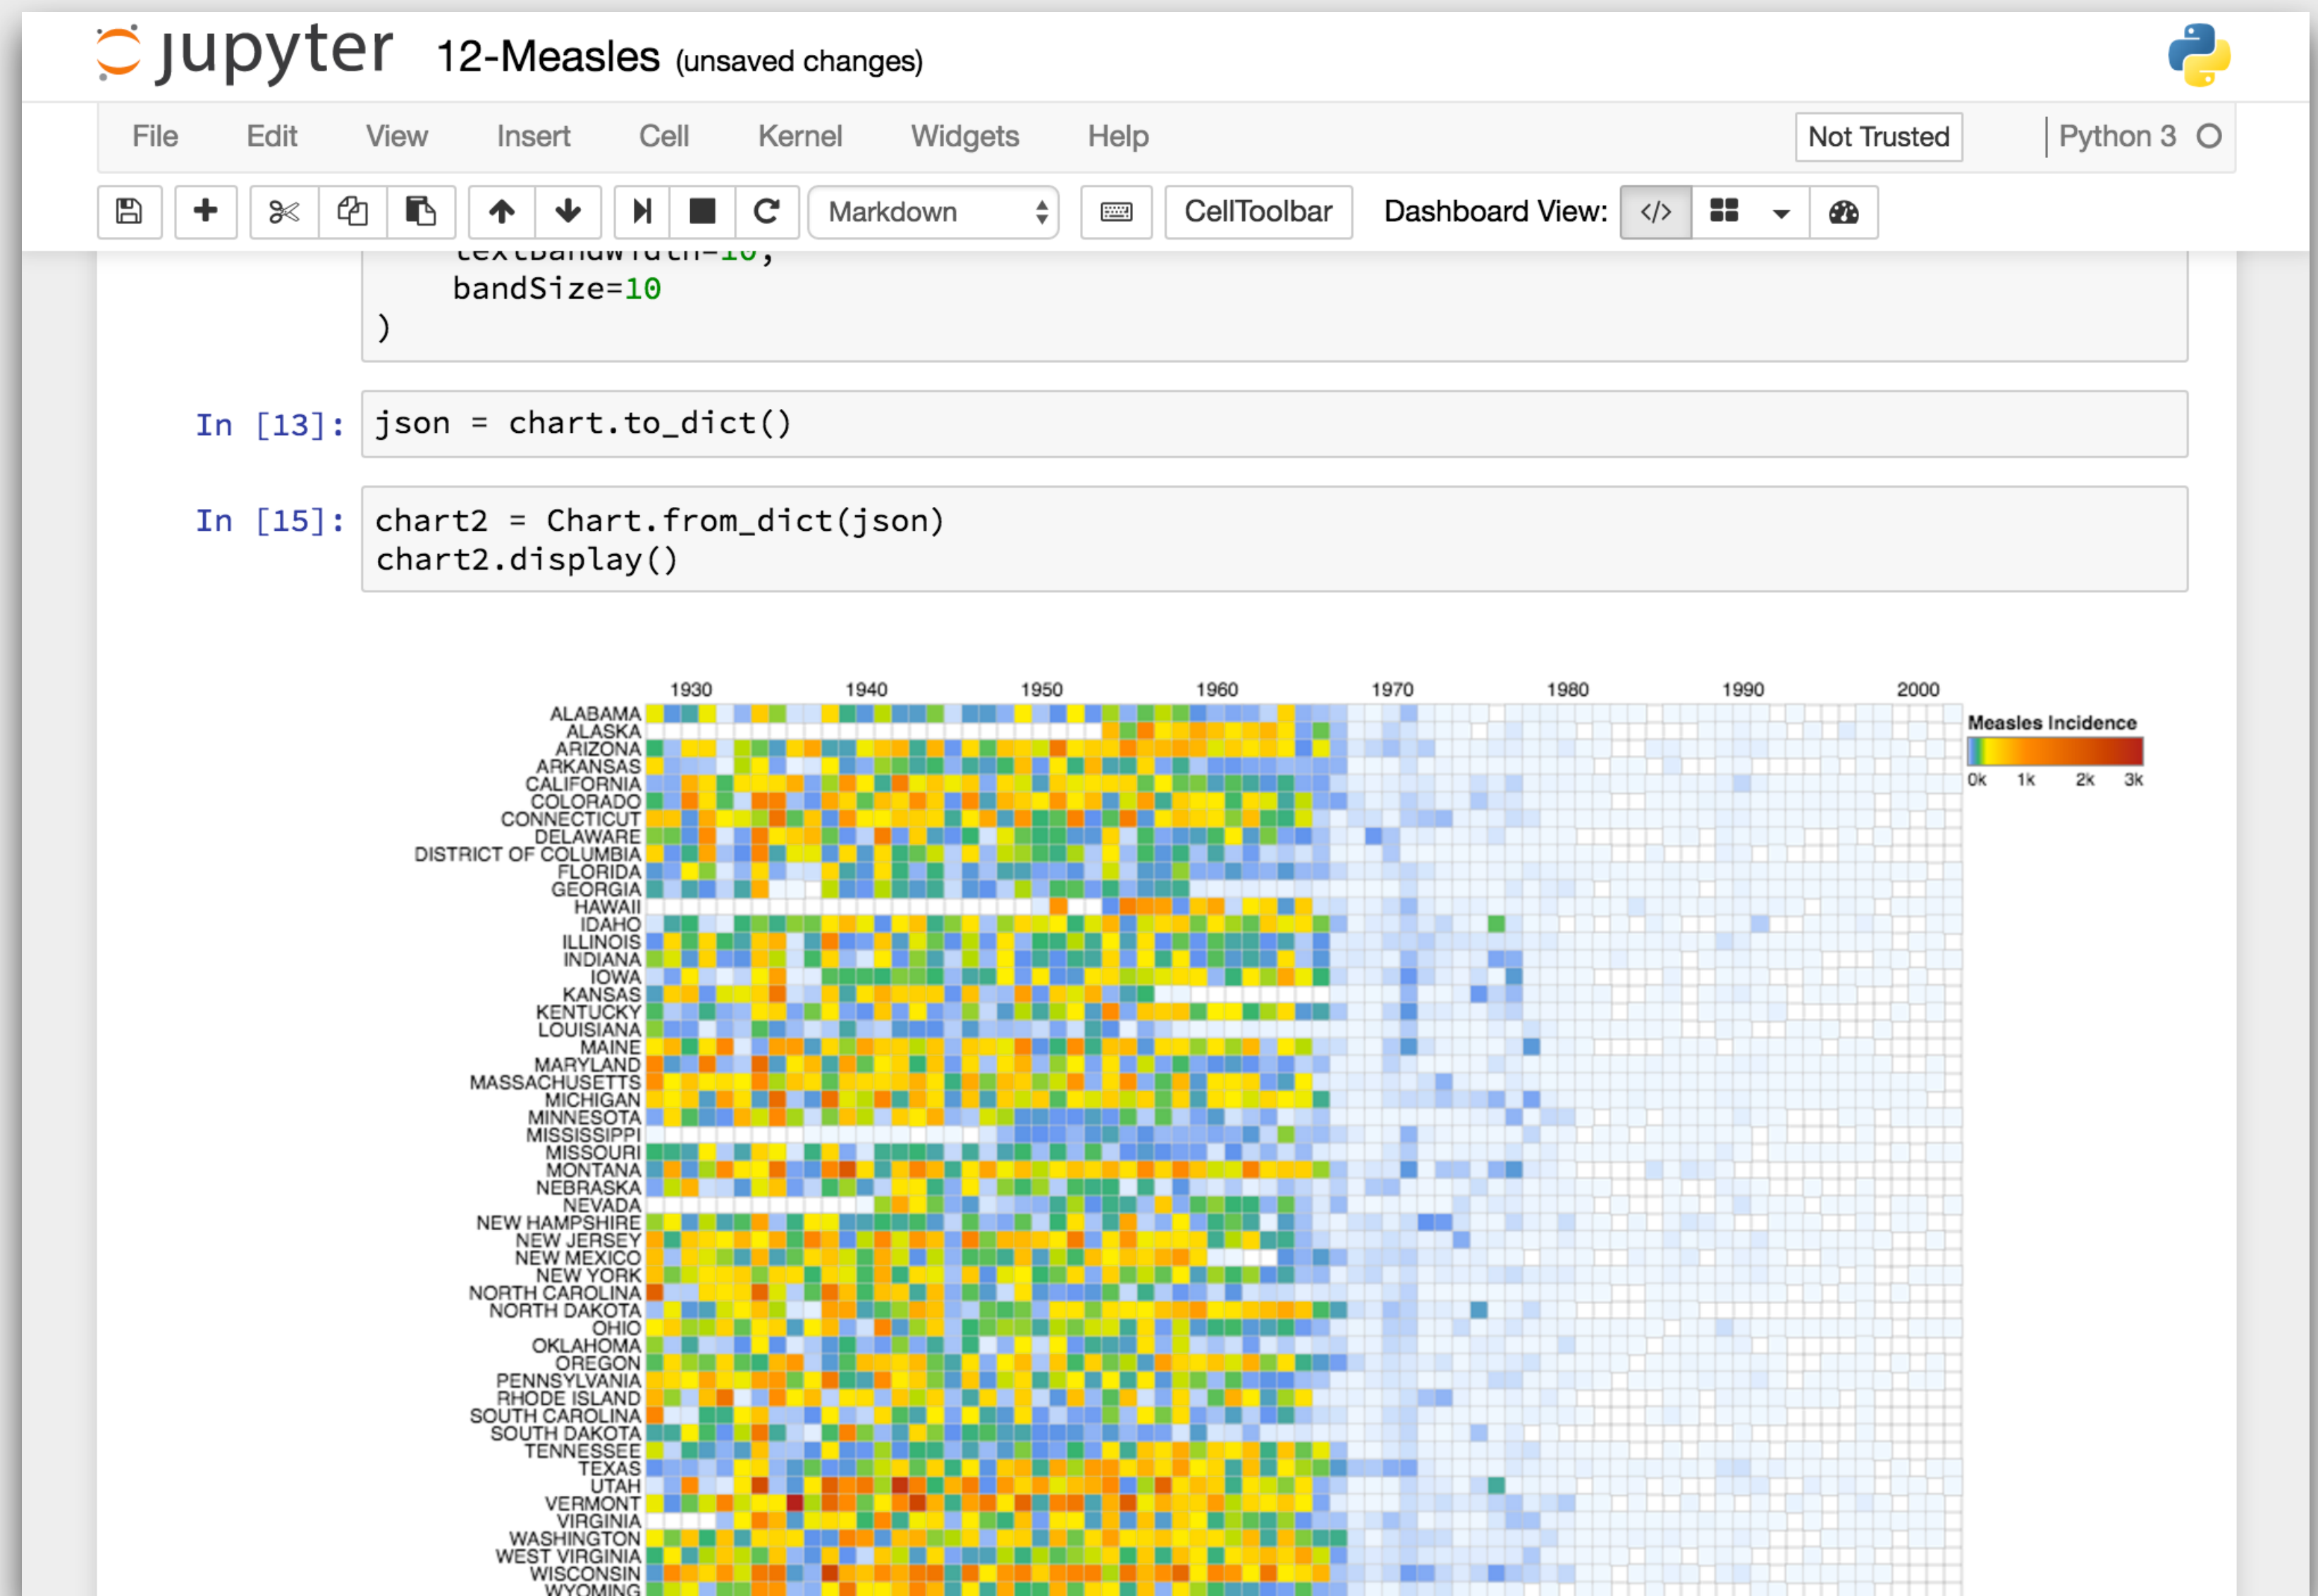 jupyter 12-Measles (unsaved changes)
File Edit View Insert Cell Kernel Widgets Help Not Trusted Python 3
Markdown CellToolbar Dashboard View: </>
textBandWidth=10,
bandSize=10
)
In [13]: json = chart.to_dict()
In [15]: chart2 = Chart.from_dict(json)
chart2.display()
1930 1940 1950 1960 1970 1980 1990 2000
ALABAMA
ALASKA
ARIZONA
ARKANSAS
CALIFORNIA
COLORADO
CONNECTICUT
DELAWARE
DISTRICT OF COLUMBIA
FLORIDA
GEORGIA
HAWAII
IDAHO
ILLINOIS
INDIANA
IOWA
KANSAS
KENTUCKY
LOUISIANA
MAINE
MARYLAND
MASSACHUSETTS
MICHIGAN
MINNESOTA
MISSISSIPPI
MISSOURI
MONTANA
NEBRASKA
NEVADA
NEW HAMPSHIRE
NEW JERSEY
NEW MEXICO
NEW YORK
NORTH CAROLINA
NORTH DAKOTA
OHIO
OKLAHOMA
OREGON
PENNSYLVANIA
RHODE ISLAND
SOUTH CAROLINA
SOUTH DAKOTA
TENNESSEE
TEXAS
UTAH
VERMONT
VIRGINIA
WASHINGTON
WEST VIRGINIA
WISCONSIN
WYOMING
Measles Incidence
0k 1k 2k 3k